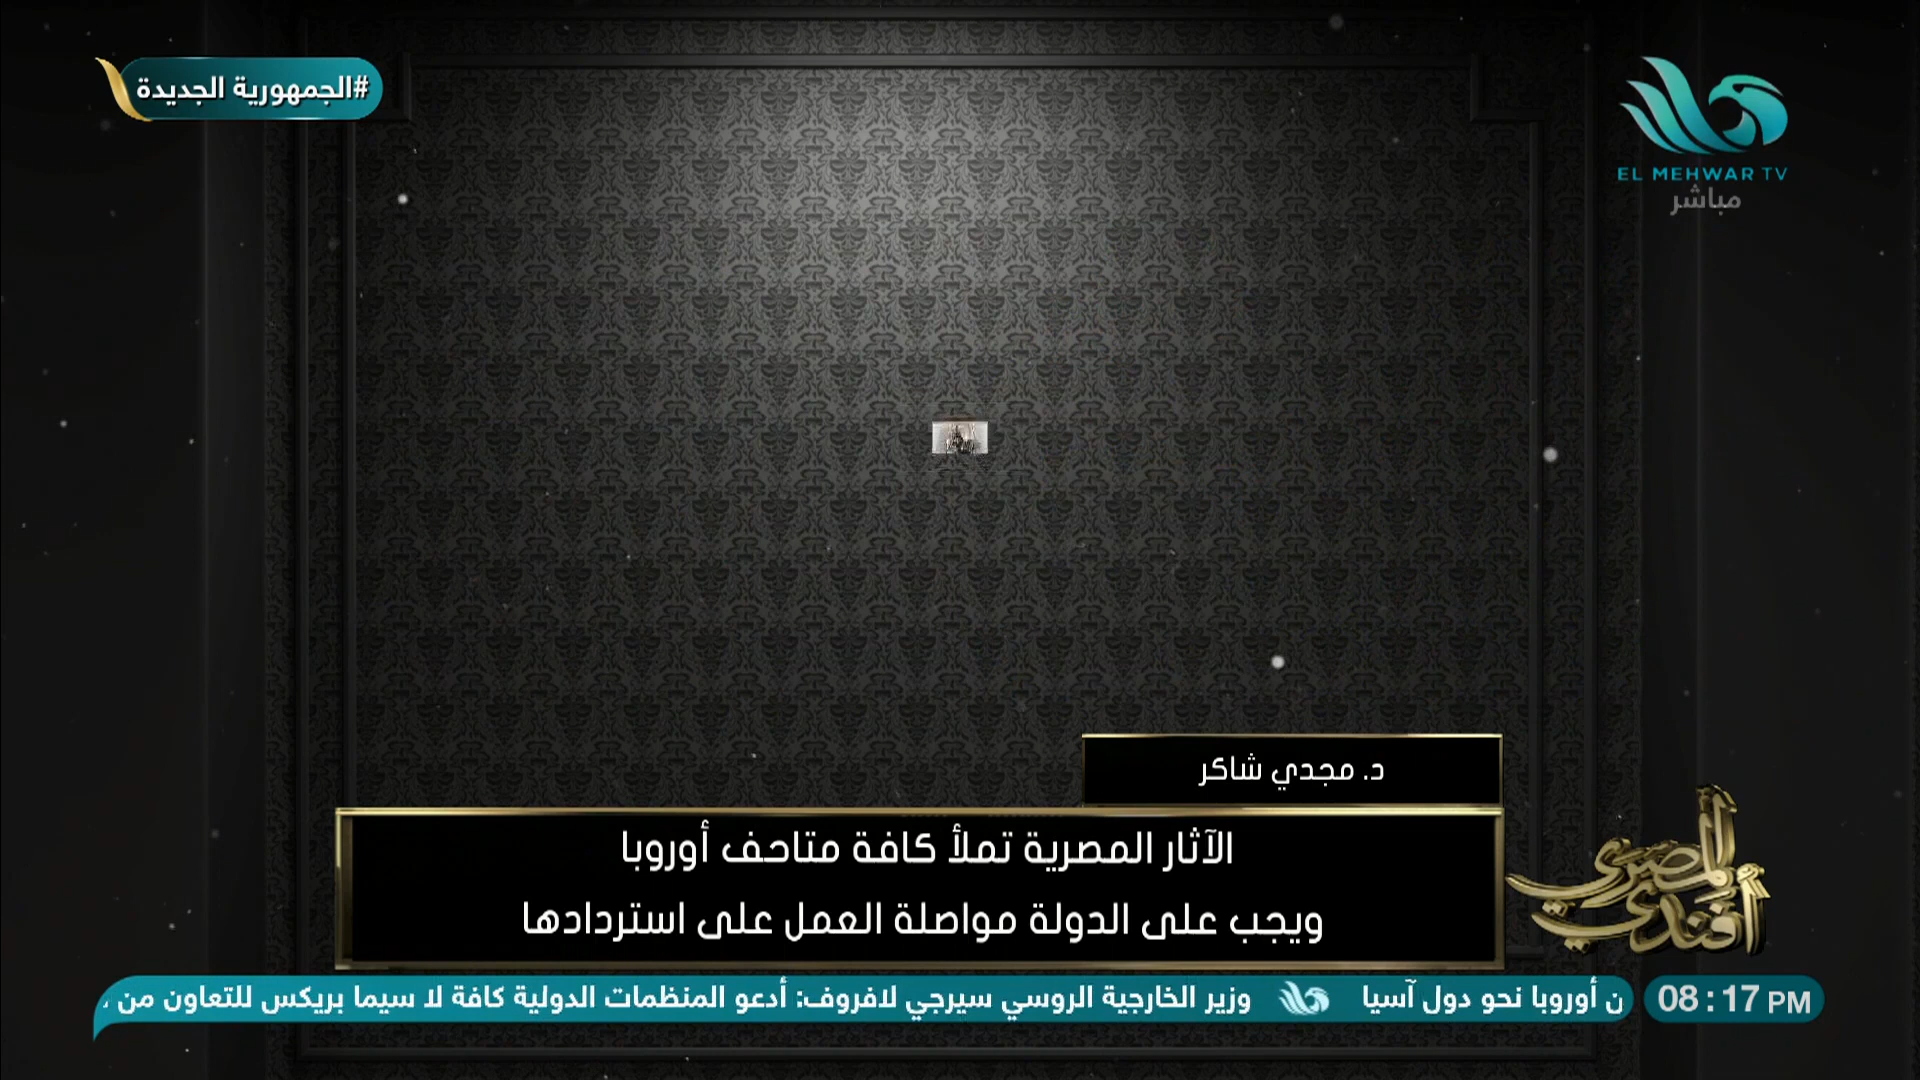 #الجمهورية الجديدة
EL MEHWAR TV
مباشر
د. مجدي شاكر
الآثار المصرية تملأ كافة متاحف أوروبا
ويجب على الدولة مواصلة العمل على استردادها
المصري
أفندي
ن أوروبا نحو دول آسيا
وزير الخارجية الروسي سيرجي لافروف: أدعو المنظمات الدولية كافة لا سيما بريكس للتعاون من
08:17 PM